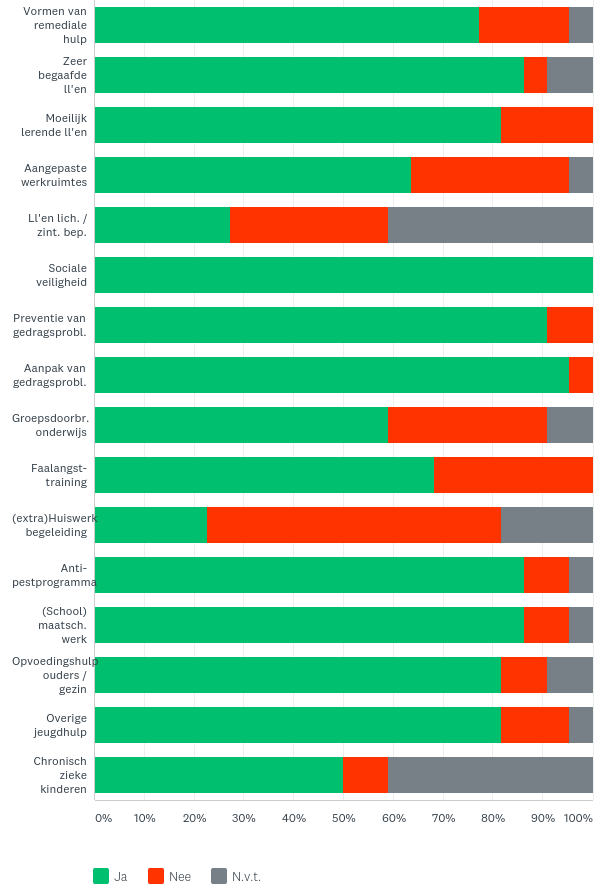 Vormen van
remediale
hulp
Zeer
begaafde
ll'en
Moeilijk
lerende ll'en
Aangepaste
werkruimtes
Ll'en lich. /
zint. bep.
Sociale
veiligheid
Preventie van
gedragsprobl.
Aanpak van
gedragsprobl.
Groepsdoorbr.
onderwijs
Faalangst-
training
(extra)Huiswerk
begeleiding
Anti-
pestprogramma
(School)
maatsch.
werk
Opvoedingshulp
ouders /
gezin
Overige
jeugdhulp
Chronisch
zieke
kinderen
0% 10% 20% 30% 40% 50% 60% 70% 80% 90% 100%
Ja Nee N.v.t.